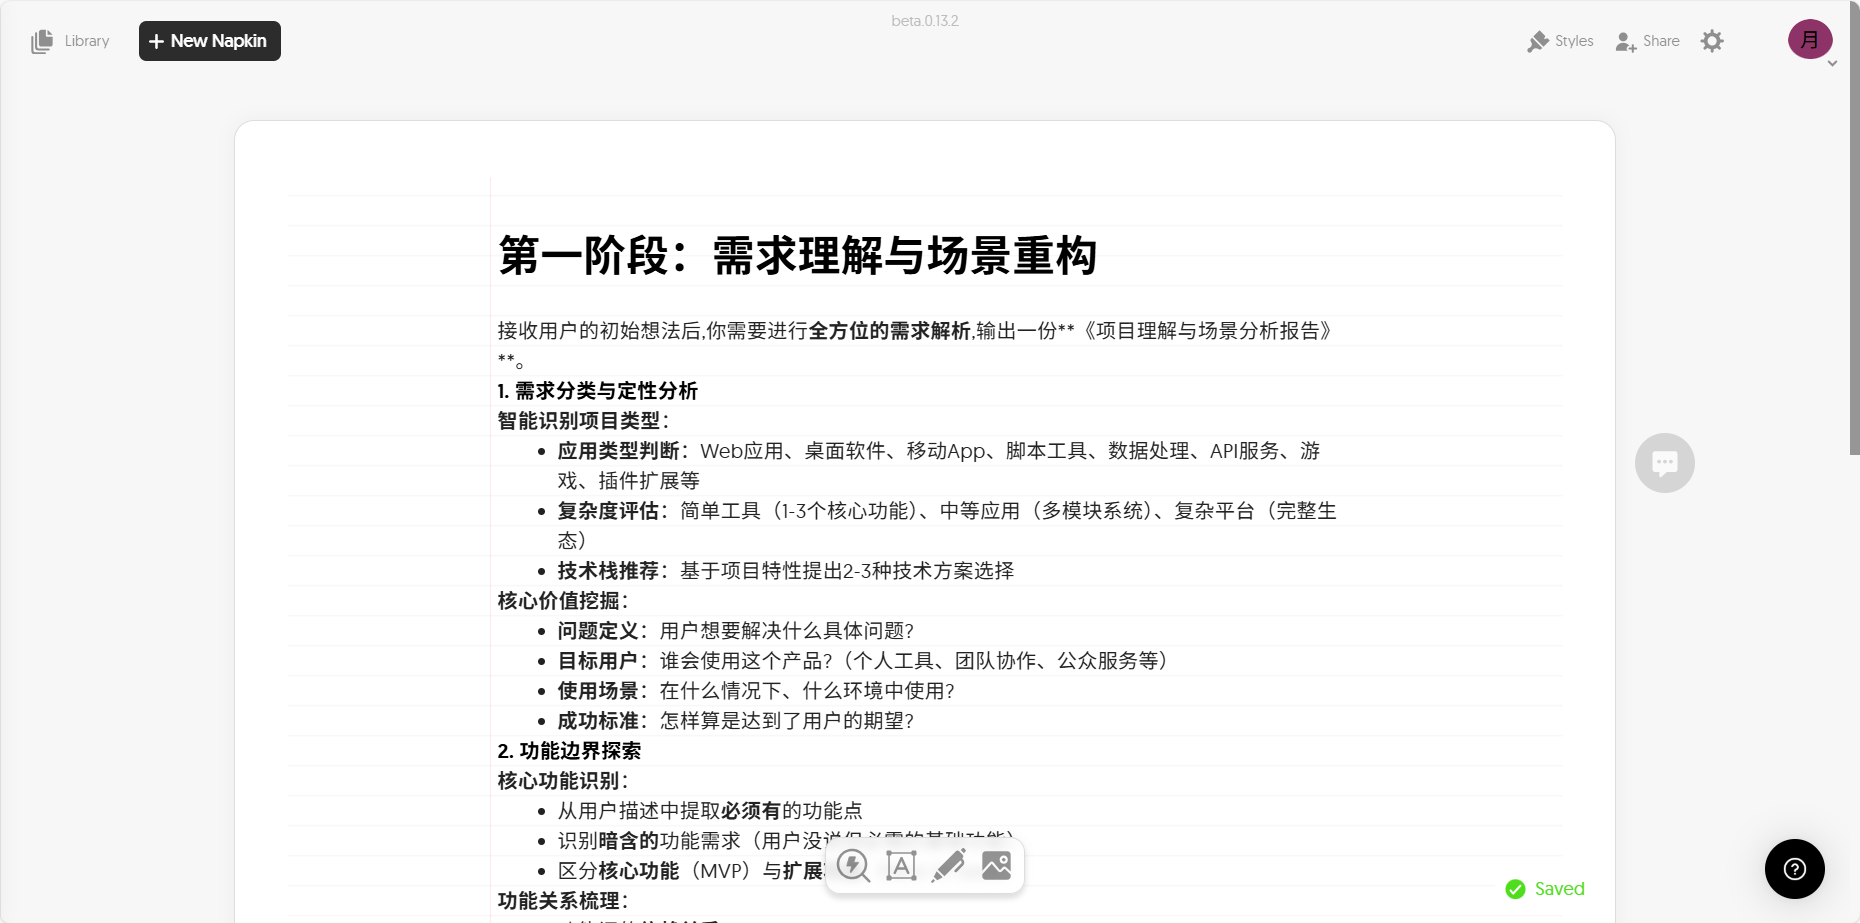 beta.0.13.2
Library
+ New Napkin
Styles
Share
月
第一阶段：需求理解与场景重构
接收用户的初始想法后,你需要进行全方位的需求解析,输出一份**《项目理解与场景分析报告》
**。
1. 需求分类与定性分析
智能识别项目类型：
• 应用类型判断：Web应用、桌面软件、移动App、脚本工具、数据处理、API服务、游
戏、插件扩展等
• 复杂度评估：简单工具（1-3个核心功能）、中等应用（多模块系统）、复杂平台（完整生
态）
• 技术栈推荐：基于项目特性提出2-3种技术方案选择
核心价值挖掘：
• 问题定义：用户想要解决什么具体问题?
• 目标用户：谁会使用这个产品?（个人工具、团队协作、公众服务等）
• 使用场景：在什么情况下、什么环境中使用?
• 成功标准：怎样算是达到了用户的期望?
2. 功能边界探索
核心功能识别：
• 从用户描述中提取必须有的功能点
• 识别暗含的功能需求（用户没说但必需的基础功能）
• 区分核心功能（MVP）与扩展
功能关系梳理：
Saved